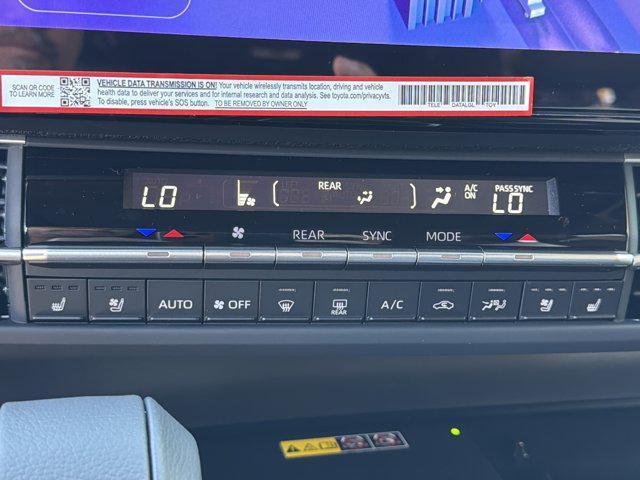 SCAN QR CODE
TO LEARN MORE
VEHICLE DATA TRANSMISSION IS ON! Your vehicle wirelessly transmits location, driving and vehicle
health data to deliver your services and for internal research and data analysis. See toyota.com/privacyvts.
To disable, press vehicle's SOS button. TO BE REMOVED BY OWNER ONLY
TELE DATALGL TOY
LO
REAR
A/C
ON
PASS SYNC
LO
REAR SYNC MODE
AUTO OFF REAR A/C